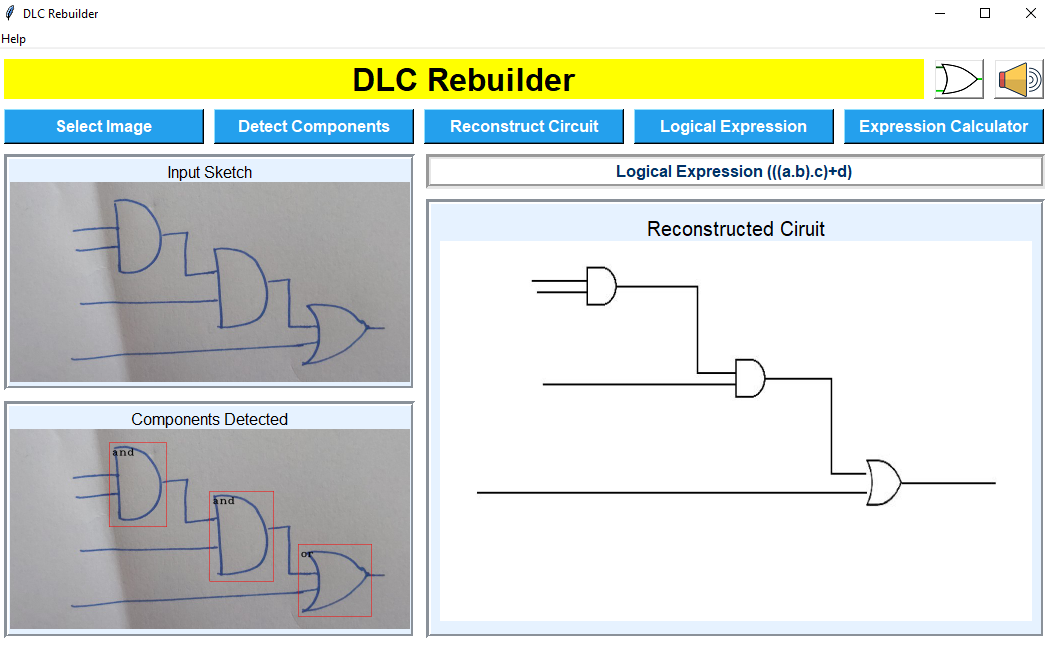 DLC Rebuilder
Help
DLC Rebuilder
Select Image
Detect Components
Reconstruct Circuit
Logical Expression
Expression Calculator
Input Sketch
Logical Expression (((a.b).c)+d)
Reconstructed Ciruit
Components Detected
and
and
or